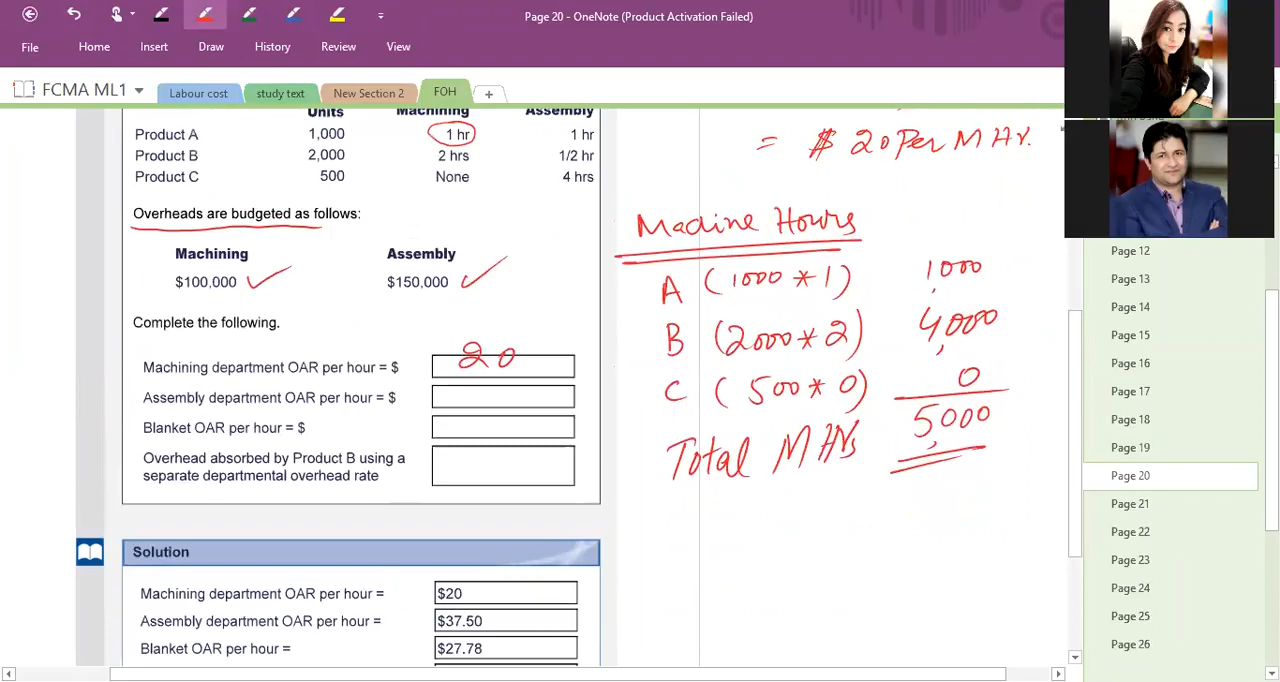 Page 20 - OneNote (Product Activation Failed)
File Home Insert Draw History Review View
FCMA ML1 Labour cost study text New Section 2 FOH
Units Machining Assembly
Product A 1,000 1 hr 1 hr
Product B 2,000 2 hrs 1/2 hr
Product C 500 None 4 hrs
Overheads are budgeted as follows:
Machining Assembly
$100,000 $150,000
Complete the following.
Machining department OAR per hour = $ 20
Assembly department OAR per hour = $
Blanket OAR per hour = $
Overhead absorbed by Product B using a
separate departmental overhead rate
Solution
Machining department OAR per hour = $20
Assembly department OAR per hour = $37.50
Blanket OAR per hour = $27.78
= $ 20 Per M Hr.
Machine Hours
A (1000 * 1) 1,000
B (2000 * 2) 4,000
C ( 500 * 0) 0
Total MHrs 5,000
Page 12
Page 13
Page 14
Page 15
Page 16
Page 17
Page 18
Page 19
Page 20
Page 21
Page 22
Page 23
Page 24
Page 25
Page 26